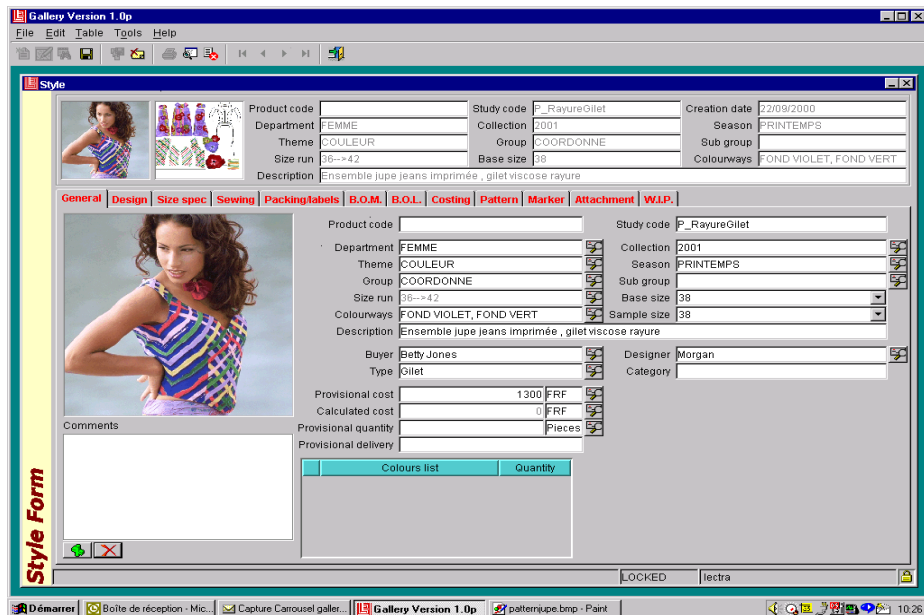 Gallery Version 1.0p
File Edit Table Tools Help
Style
Product code Study code P_RayureGilet Creation date 22/09/2000
Department FEMME Collection 2001 Season PRINTEMPS
Theme COULEUR Group COORDONNE Sub group
Size run 36-->42 Base size 38 Colourways FOND VIOLET, FOND VERT
Description Ensemble jupe jeans imprimée , gilet viscose rayure
General Design Size spec Sewing Packing/labels B.O.M. B.O.L. Costing Pattern Marker Attachment W.I.P.
Product code Study code P_RayureGilet
Department FEMME Collection 2001
Theme COULEUR Season PRINTEMPS
Group COORDONNE Sub group
Size run 36-->42 Base size 38
Colourways FOND VIOLET, FOND VERT Sample size 38
Description Ensemble jupe jeans imprimée , gilet viscose rayure
Buyer Betty Jones Designer Morgan
Type Gilet Category
Provisional cost 1300 FRF
Calculated cost 0 FRF
Comments Provisional quantity Pieces
Provisional delivery
Colours list Quantity
Style Form
LOCKED lectra
Démarrer Boîte de réception - Mic... Capture Carrousel galler... Gallery Version 1.0p patternjupe.bmp - Paint 10:26